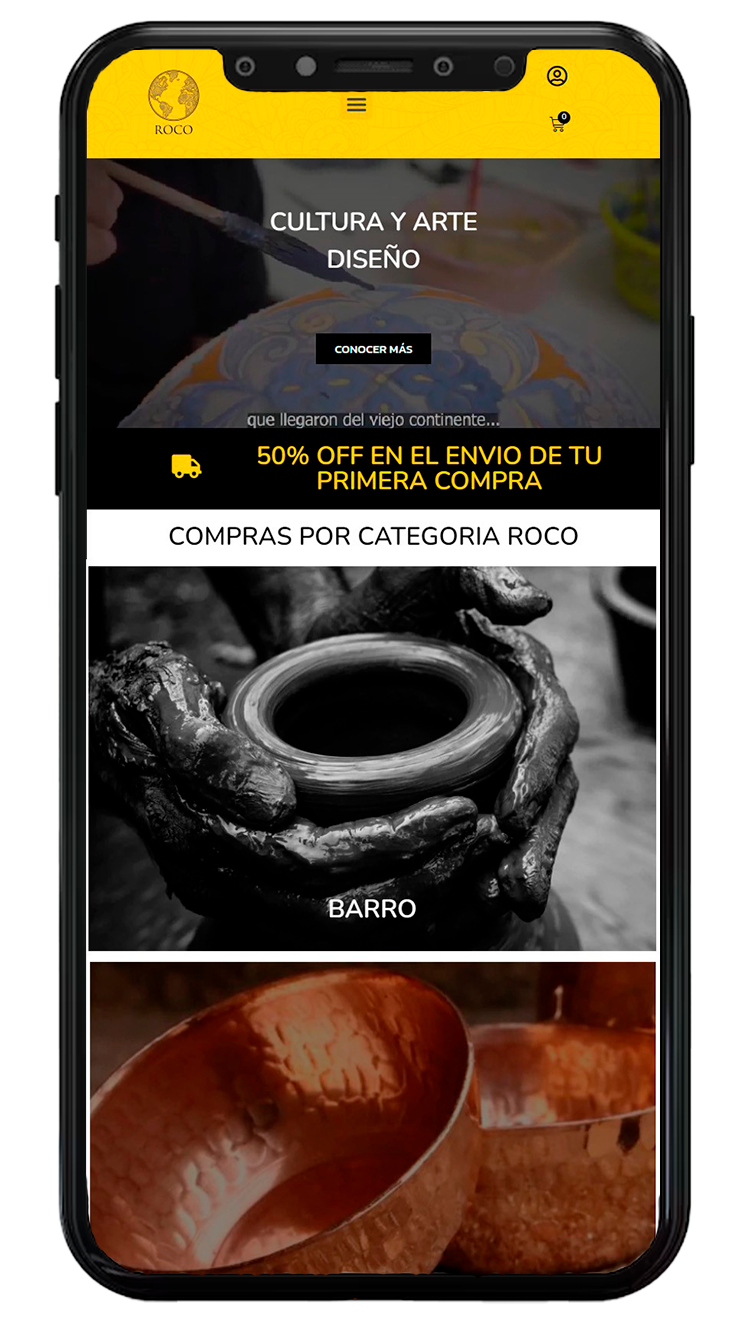 ROCO
0
CULTURA Y ARTE
DISEÑO
CONOCER MÁS
que llegaron del viejo continente...
50% OFF EN EL ENVIO DE TU
PRIMERA COMPRA
COMPRAS POR CATEGORIA ROCO
BARRO